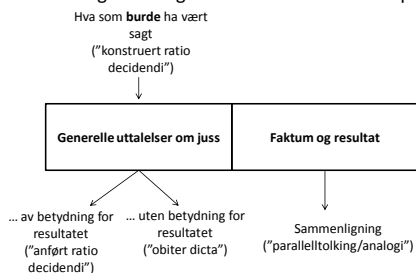 Hva som burde ha vært
sagt
("konstruert ratio
decidendi")
Generelle uttalelser om juss
Faktum og resultat
... av betydning for
resultatet
("anført ratio
decidendi")
... uten betydning for
resultatet
("obiter dicta")
Sammenligning
("parallelltolking/analogi")